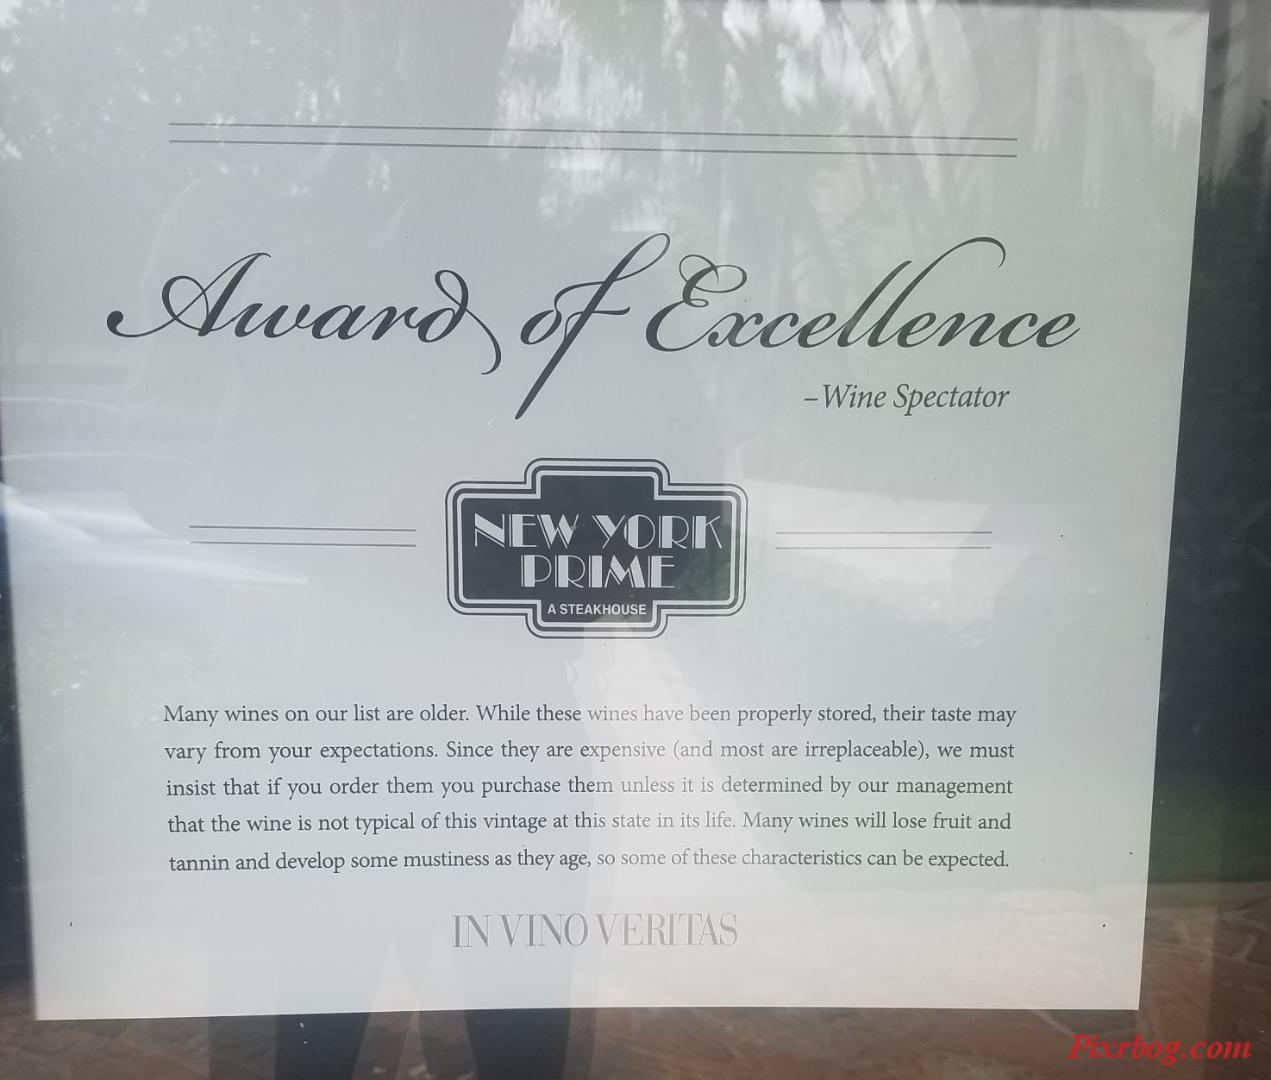 Award of Excellence
–Wine Spectator
NEW YORK
PRIME
A STEAKHOUSE
Many wines on our list are older. While these wines have been properly stored, their taste may
vary from your expectations. Since they are expensive (and most are irreplaceable), we must
insist that if you order them you purchase them unless it is determined by our management
that the wine is not typical of this vintage at this state in its life. Many wines will lose fruit and
tannin and develop some mustiness as they age, so some of these characteristics can be expected.
IN VINO VERITAS
Pixrbog.com